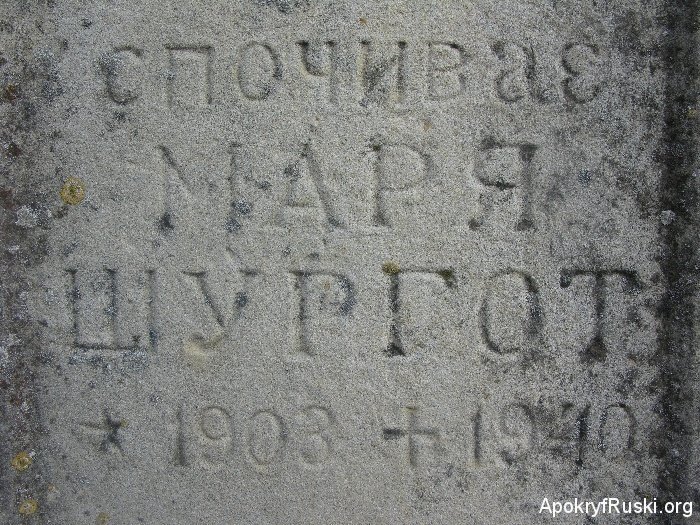 СПОЧИВАЄ
МАРЯ
ШУРГОТ
★ 1903 ✝ 1940
ApokryfRuski.org